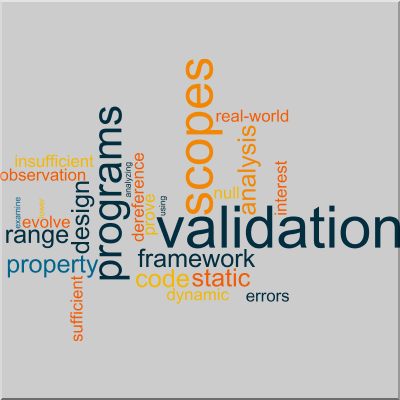 scopes
real-world
programs
analysis
insufficient
dereference
interest
observation
analyzing
design
null
prove
using
examine
evolve
validation
range
framework
property
code
static
sufficient
dynamic
errors